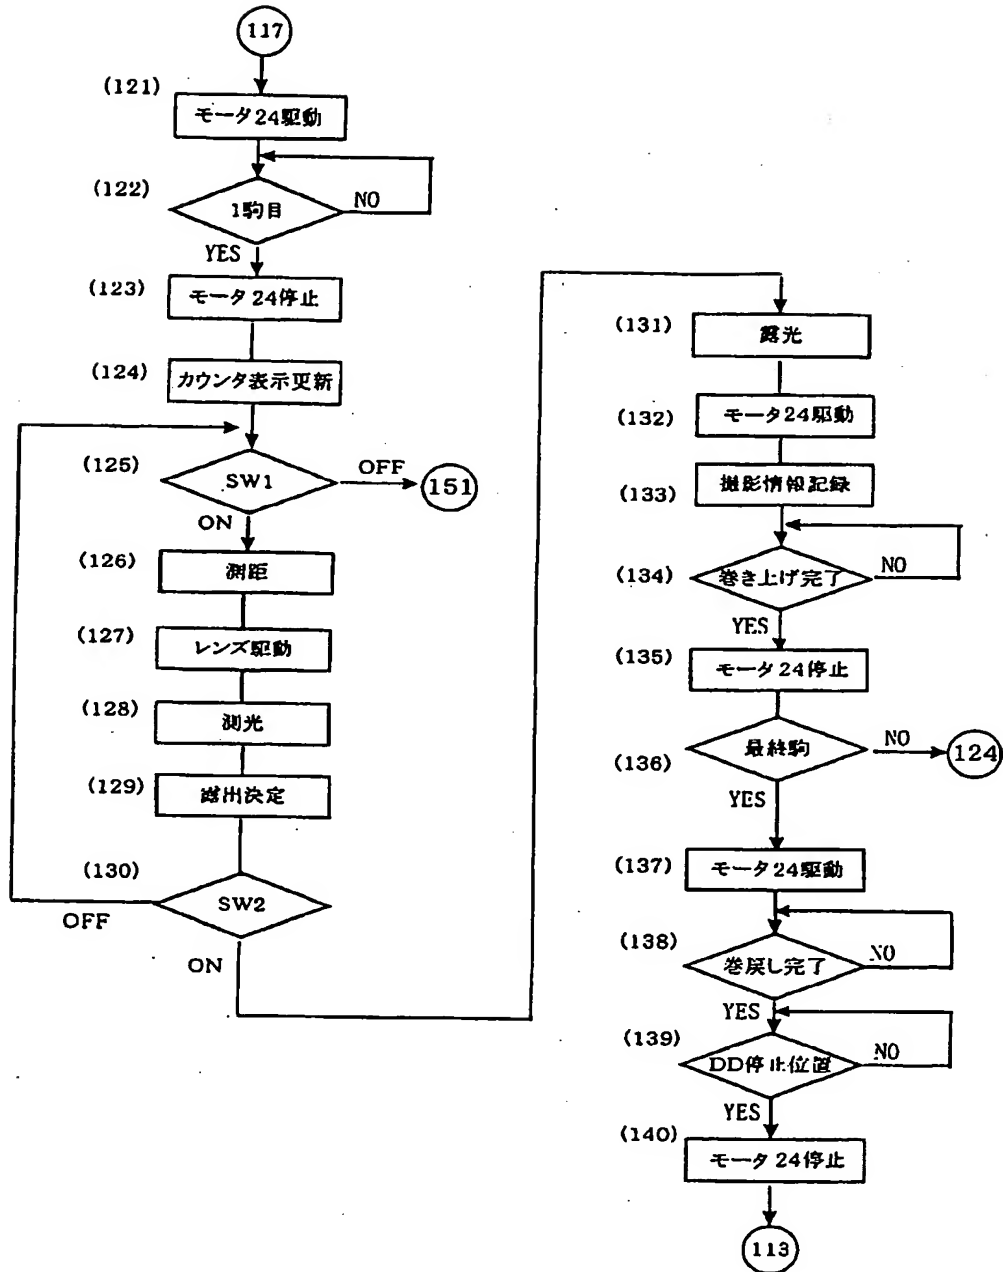 117
(121)
モータ24駆動
(122)
1駒目
NO
YES
(123)
モータ24停止
(124)
カウンタ表示更新
(125)
SW1
OFF
151
ON
(126)
測距
(127)
レンズ駆動
(128)
測光
(129)
露出決定
(130)
SW2
OFF
ON
(131)
露光
(132)
モータ24駆動
(133)
撮影情報記録
(134)
巻き上げ完了
NO
YES
(135)
モータ24停止
(136)
最終駒
NO
124
YES
(137)
モータ24駆動
(138)
巻戻し完了
NO
YES
(139)
DD停止位置
NO
YES
(140)
モータ24停止
113